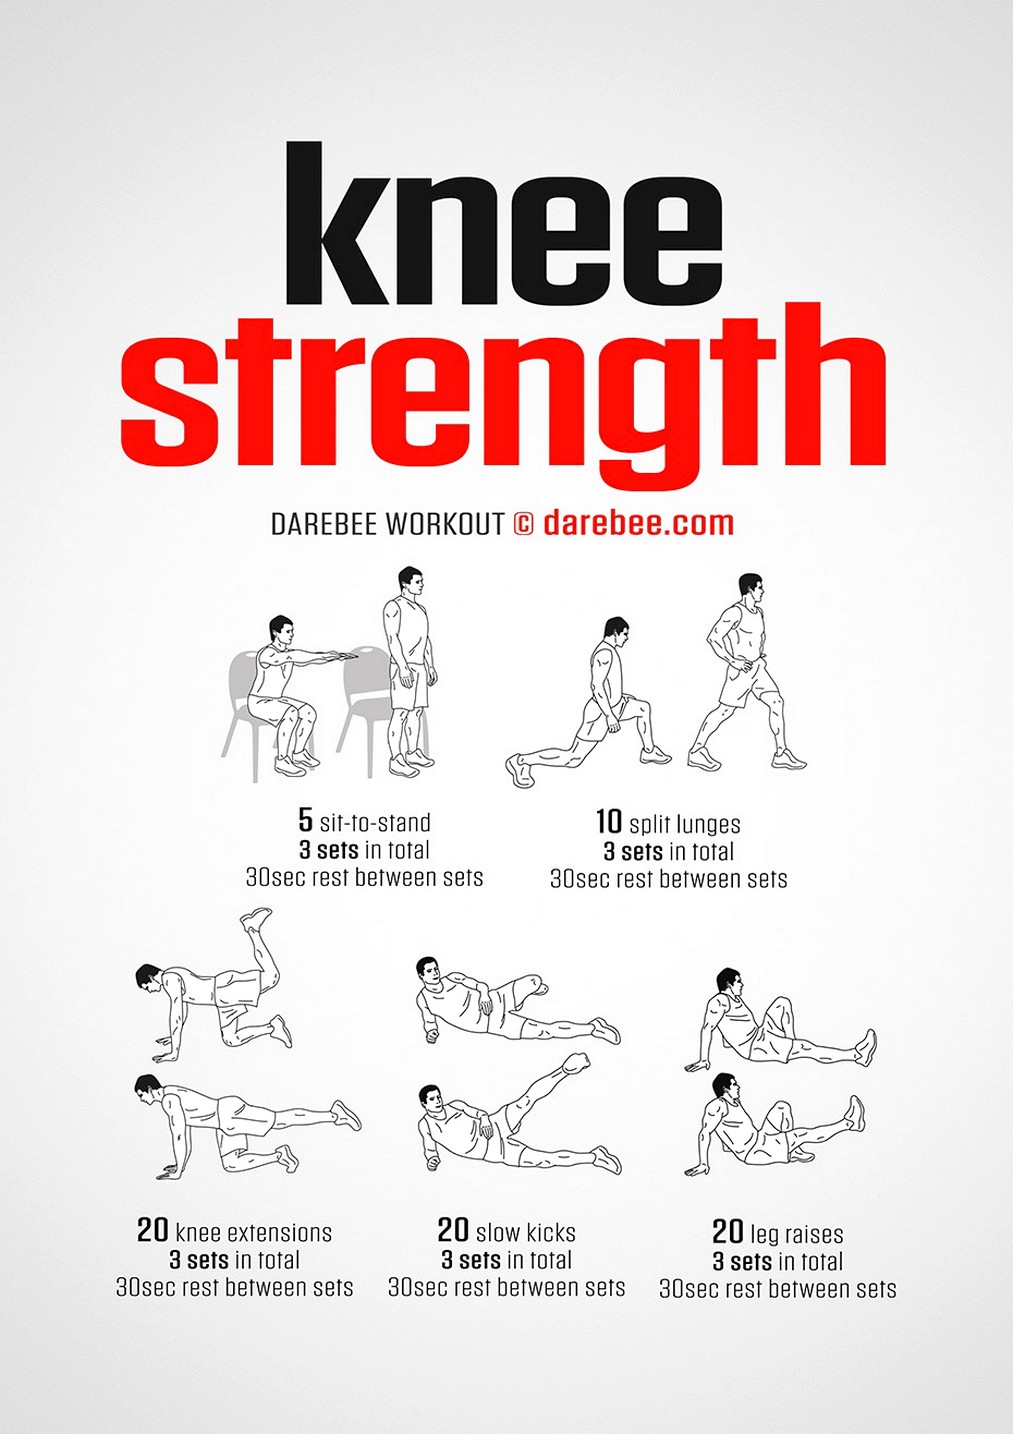 knee
strength
DAREBEE WORKOUT © darebee.com
5 sit-to-stand
3 sets in total
30sec rest between sets
10 split lunges
3 sets in total
30sec rest between sets
20 knee extensions
3 sets in total
30sec rest between sets
20 slow kicks
3 sets in total
30sec rest between sets
20 leg raises
3 sets in total
30sec rest between sets